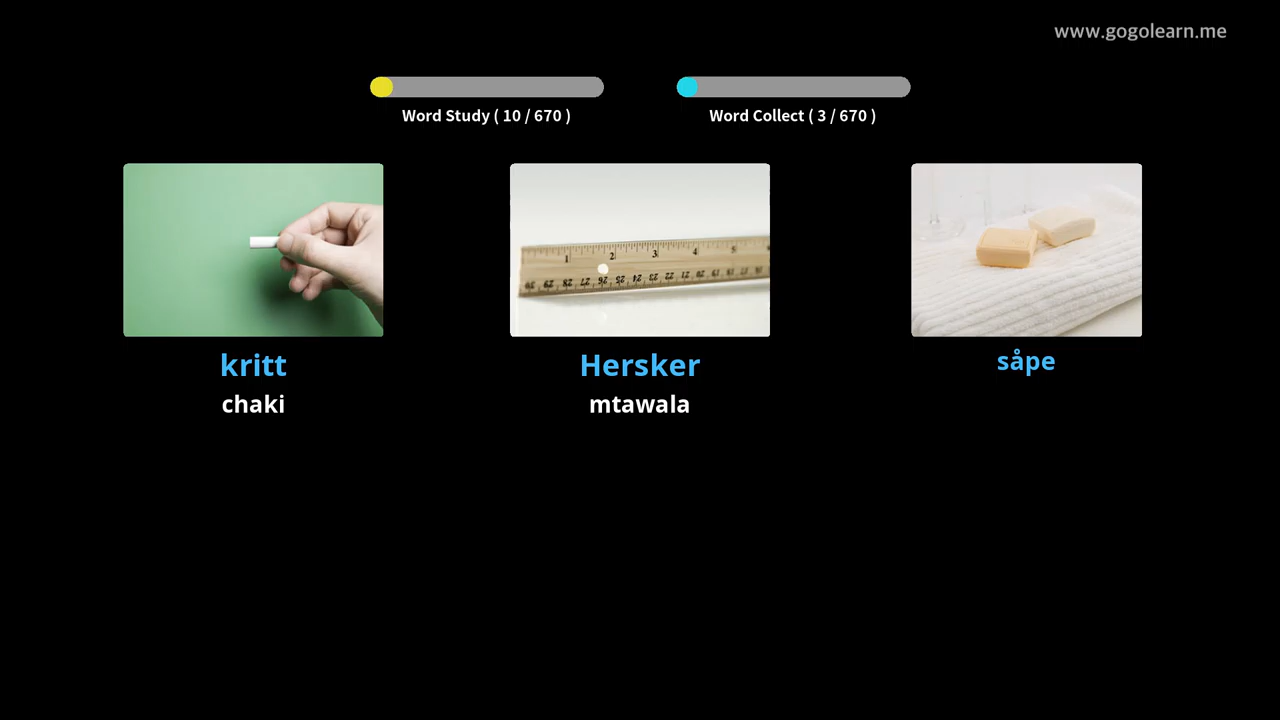 www.gogolearn.me
Word Study ( 10 / 670 )
Word Collect ( 3 / 670 )
kritt
Hersker
såpe
chaki
mtawala